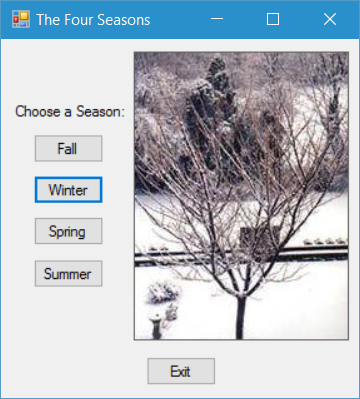 The Four Seasons
Choose a Season:
Fall
Winter
Spring
Summer
Exit